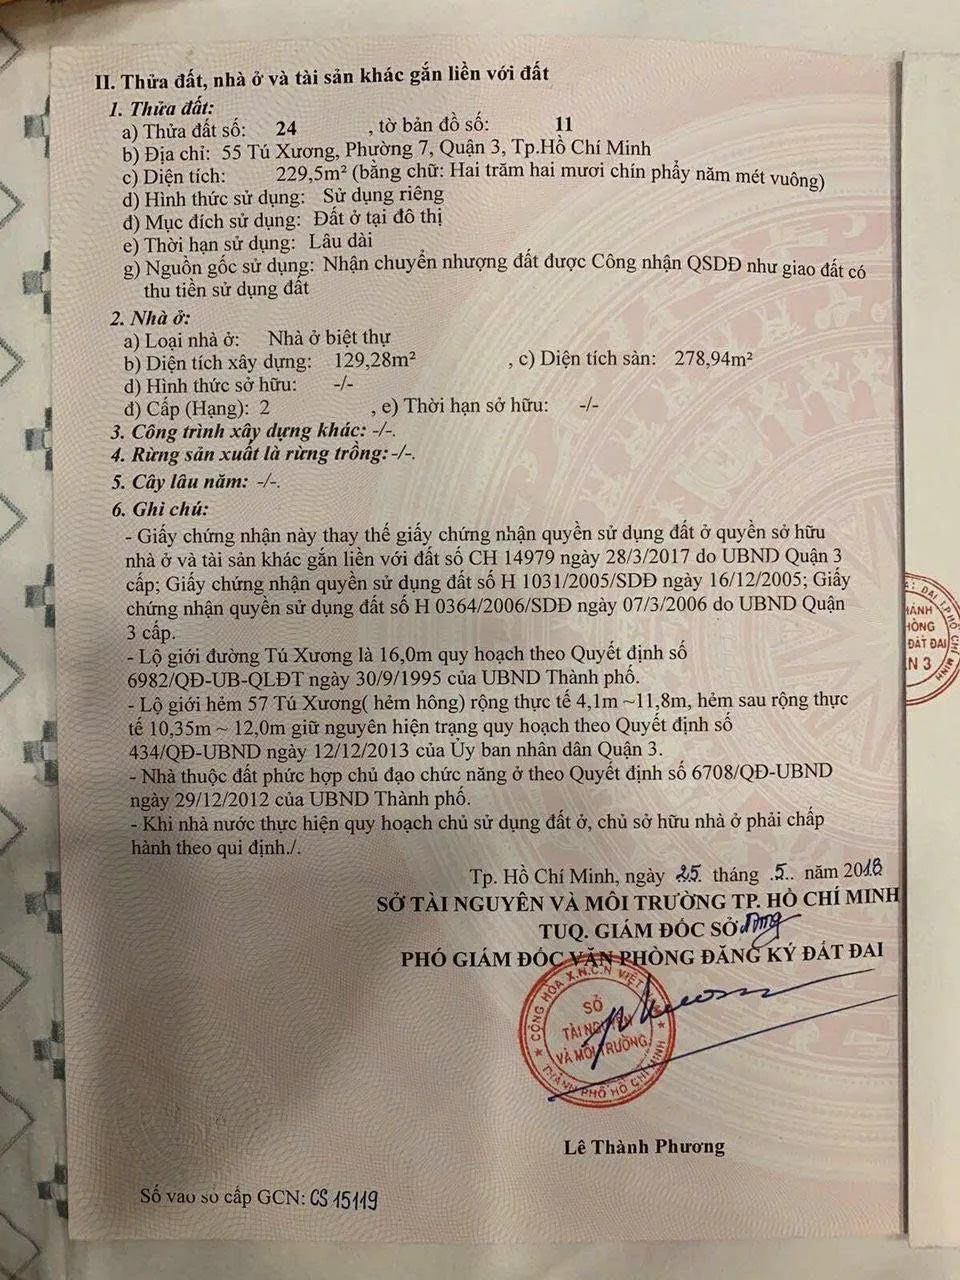 II. Thửa đất, nhà ở và tài sản khác gắn liền với đất
1. Thửa đất:
a) Thửa đất số: 24 , tờ bản đồ số: 11
b) Địa chỉ: 55 Tú Xương, Phường 7, Quận 3, Tp.Hồ Chí Minh
c) Diện tích: 229,5m² (bằng chữ: Hai trăm hai mươi chín phẩy năm mét vuông)
d) Hình thức sử dụng: Sử dụng riêng
đ) Mục đích sử dụng: Đất ở tại đô thị
e) Thời hạn sử dụng: Lâu dài
g) Nguồn gốc sử dụng: Nhận chuyển nhượng đất được Công nhận QSDĐ như giao đất có
thu tiền sử dụng đất
2. Nhà ở:
a) Loại nhà ở: Nhà ở biệt thự
b) Diện tích xây dựng: 129,28m² , c) Diện tích sàn: 278,94m²
d) Hình thức sở hữu: -/-
đ) Cấp (Hạng): 2 , e) Thời hạn sở hữu: -/-
3. Công trình xây dựng khác: -/-.
4. Rừng sản xuất là rừng trồng: -/-.
5. Cây lâu năm: -/-.
6. Ghi chú:
- Giấy chứng nhận này thay thế giấy chứng nhận quyền sử dụng đất ở quyền sở hữu
nhà ở và tài sản khác gắn liền với đất số CH 14979 ngày 28/3/2017 do UBND Quận 3
cấp; Giấy chứng nhận quyền sử dụng đất số H 1031/2005/SDĐ ngày 16/12/2005; Giấy
chứng nhận quyền sử dụng đất số H 0364/2006/SDĐ ngày 07/3/2006 do UBND Quận
3 cấp.
- Lộ giới đường Tú Xương là 16,0m quy hoạch theo Quyết định số
6982/QĐ-UB-QLĐT ngày 30/9/1995 của UBND Thành phố.
- Lộ giới hẻm 57 Tú Xương( hẻm hông) rộng thực tế 4,1m ~11,8m, hẻm sau rộng thực
tế 10,35m ~ 12,0m giữ nguyên hiện trạng quy hoạch theo Quyết định số
434/QĐ-UBND ngày 12/12/2013 của Ủy ban nhân dân Quận 3.
- Nhà thuộc đất phức hợp chủ đạo chức năng ở theo Quyết định số 6708/QĐ-UBND
ngày 29/12/2012 của UBND Thành phố.
- Khi nhà nước thực hiện quy hoạch chủ sử dụng đất ở, chủ sở hữu nhà ở phải chấp
hành theo qui định./.
Tp. Hồ Chí Minh, ngày 25 tháng .5.. năm 2018
SỞ TÀI NGUYÊN VÀ MÔI TRƯỜNG TP. HỒ CHÍ MINH
TUQ. GIÁM ĐỐC SỞ
PHÓ GIÁM ĐỐC VĂN PHÒNG ĐĂNG KÝ ĐẤT ĐAI
CỘNG HÒA X.H.C.N VIỆT
SỞ
TÀI NGUYÊN
VÀ MÔI TRƯỜNG
THÀNH PHỐ HỒ CHÍ MINH
Lê Thành Phương
Số vào sổ cấp GCN: CS 15119
ĐẤT ĐAI
N 3